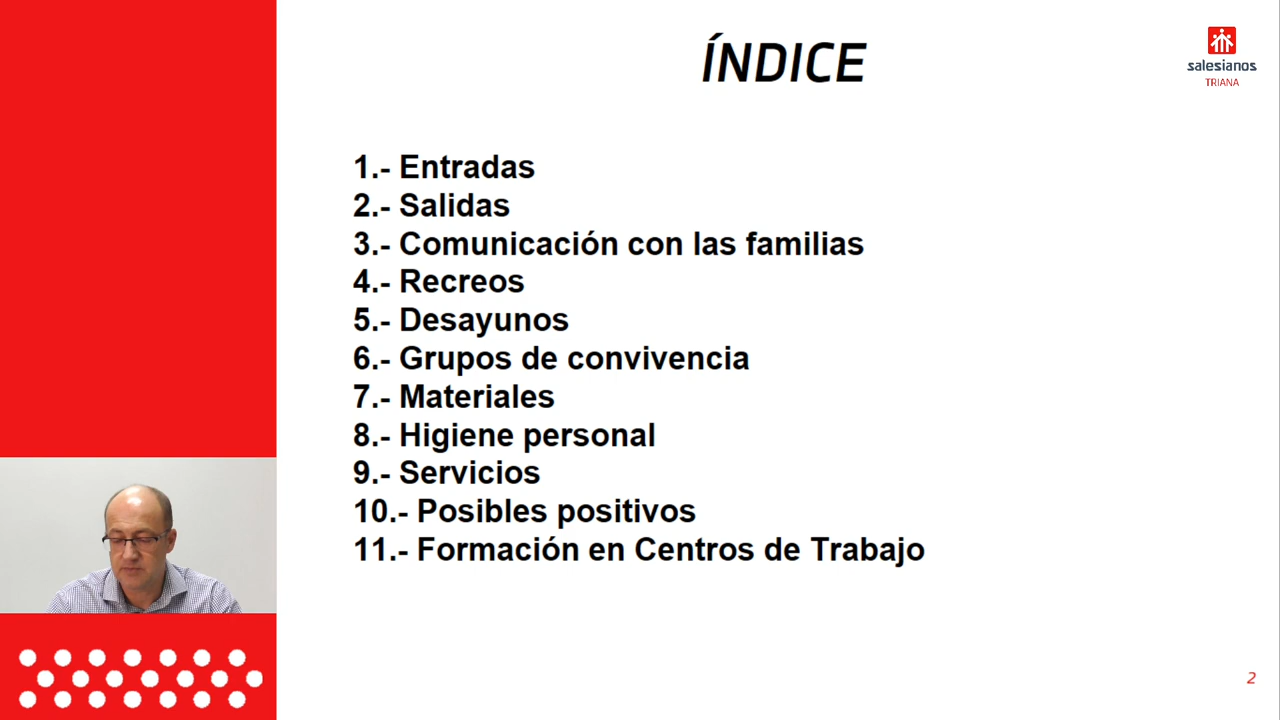 ÍNDICE
salesianos
TRIANA
1.- Entradas
2.- Salidas
3.- Comunicación con las familias
4.- Recreos
5.- Desayunos
6.- Grupos de convivencia
7.- Materiales
8.- Higiene personal
9.- Servicios
10.- Posibles positivos
11.- Formación en Centros de Trabajo
2